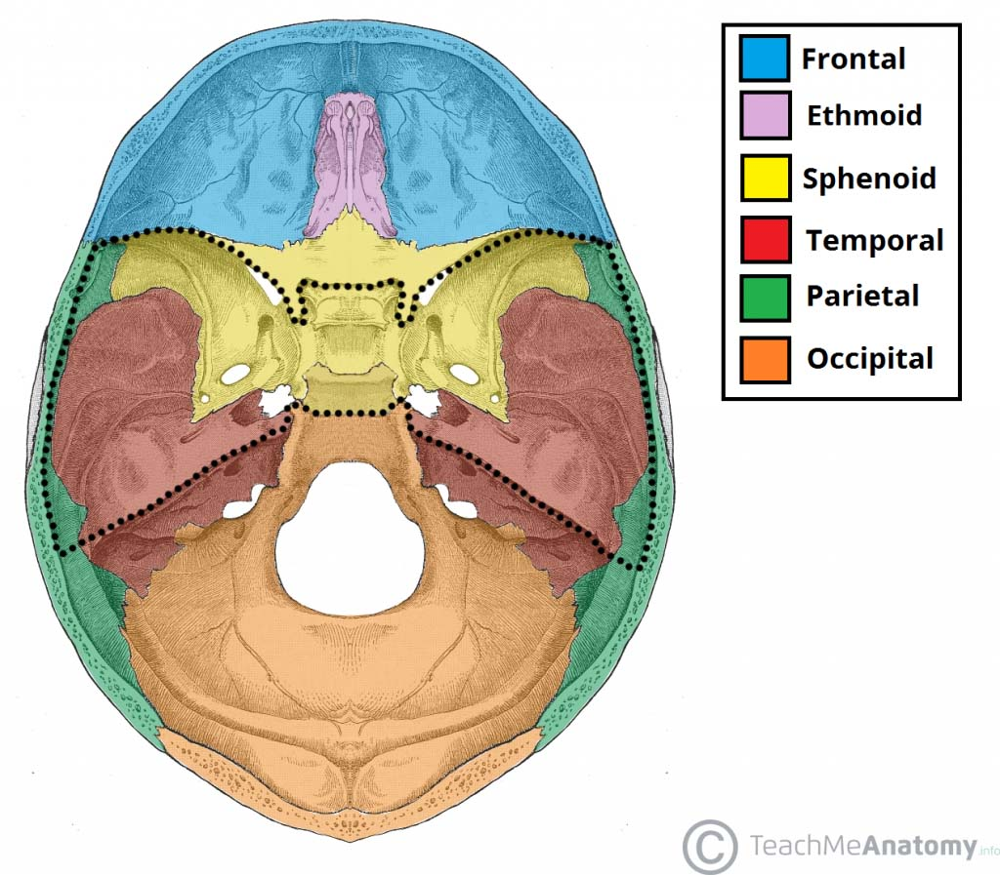 Frontal
Ethmoid
Sphenoid
Temporal
Parietal
Occipital
© TeachMeAnatomy.info